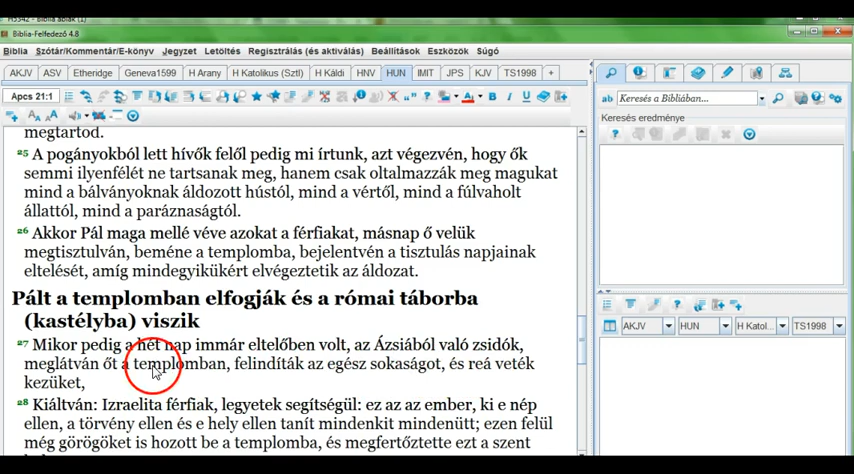 H5342 - Biblia ablak (1)
Biblia-Felfedező 4.8
Biblia Szótár/Kommentár/E-könyv Jegyzet Letöltés Regisztrálás (és aktiválás) Beállítások Eszközök Súgó
AKJV ASV Etheridge Geneva1599 H Arany H Katolikus (Sztl) H Káldi HNV HUN IMIT JPS KJV TS1998 +
Apcs 21:1
megtartod.
25 A pogányokból lett hívők felől pedig mi írtunk, azt végezvén, hogy ők
semmi ilyenfélét ne tartsanak meg, hanem csak oltalmazzák meg magukat
mind a bálványoknak áldozott hústól, mind a vértől, mind a fúlvaholt
állattól, mind a paráznaságtól.
26 Akkor Pál maga mellé véve azokat a férfiakat, másnap ő velük
megtisztulván, beméne a templomba, bejelentvén a tisztulás napjainak
eltelését, amíg mindegyikükért elvégeztetik az áldozat.
Pált a templomban elfogják és a római táborba
(kastélyba) viszik
27 Mikor pedig a hét nap immár eltelőben volt, az Ázsiából való zsidók,
meglátván őt a templomban, felindíták az egész sokaságot, és reá veték
kezüket,
28 Kiáltván: Izraelita férfiak, legyetek segítségül: ez az az ember, ki e nép
ellen, a törvény ellen és e hely ellen tanít mindenkit mindenütt; ezen felül
még görögöket is hozott be a templomba, és megfertőztette ezt a szent
ab Keresés a Bibliában...
Keresés eredménye
AKJV HUN H Katol... TS1998